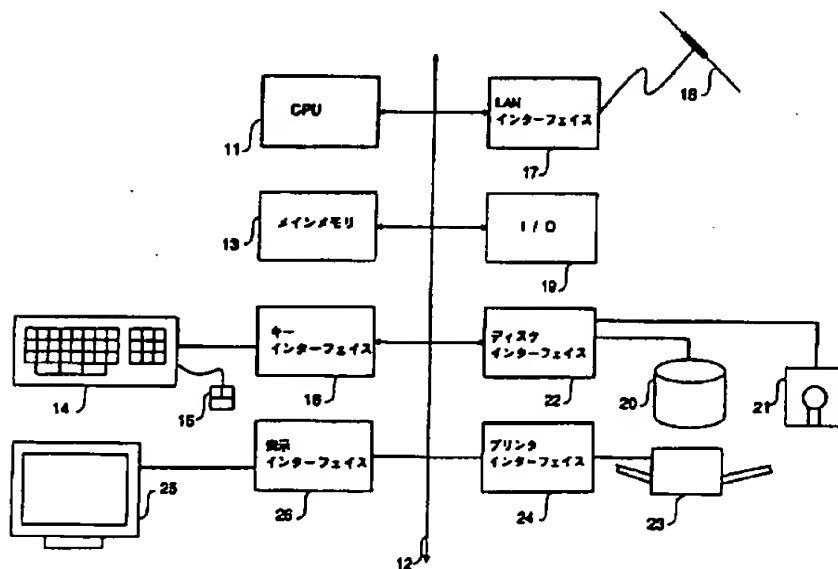 CPU
11
LAN
インターフェイス
17
18
メインメモリ
13
I/O
19
キー
インターフェイス
16
14
15
ディスク
インターフェイス
22
20
21
表示
インターフェイス
26
25
プリンタ
インターフェイス
24
23
12